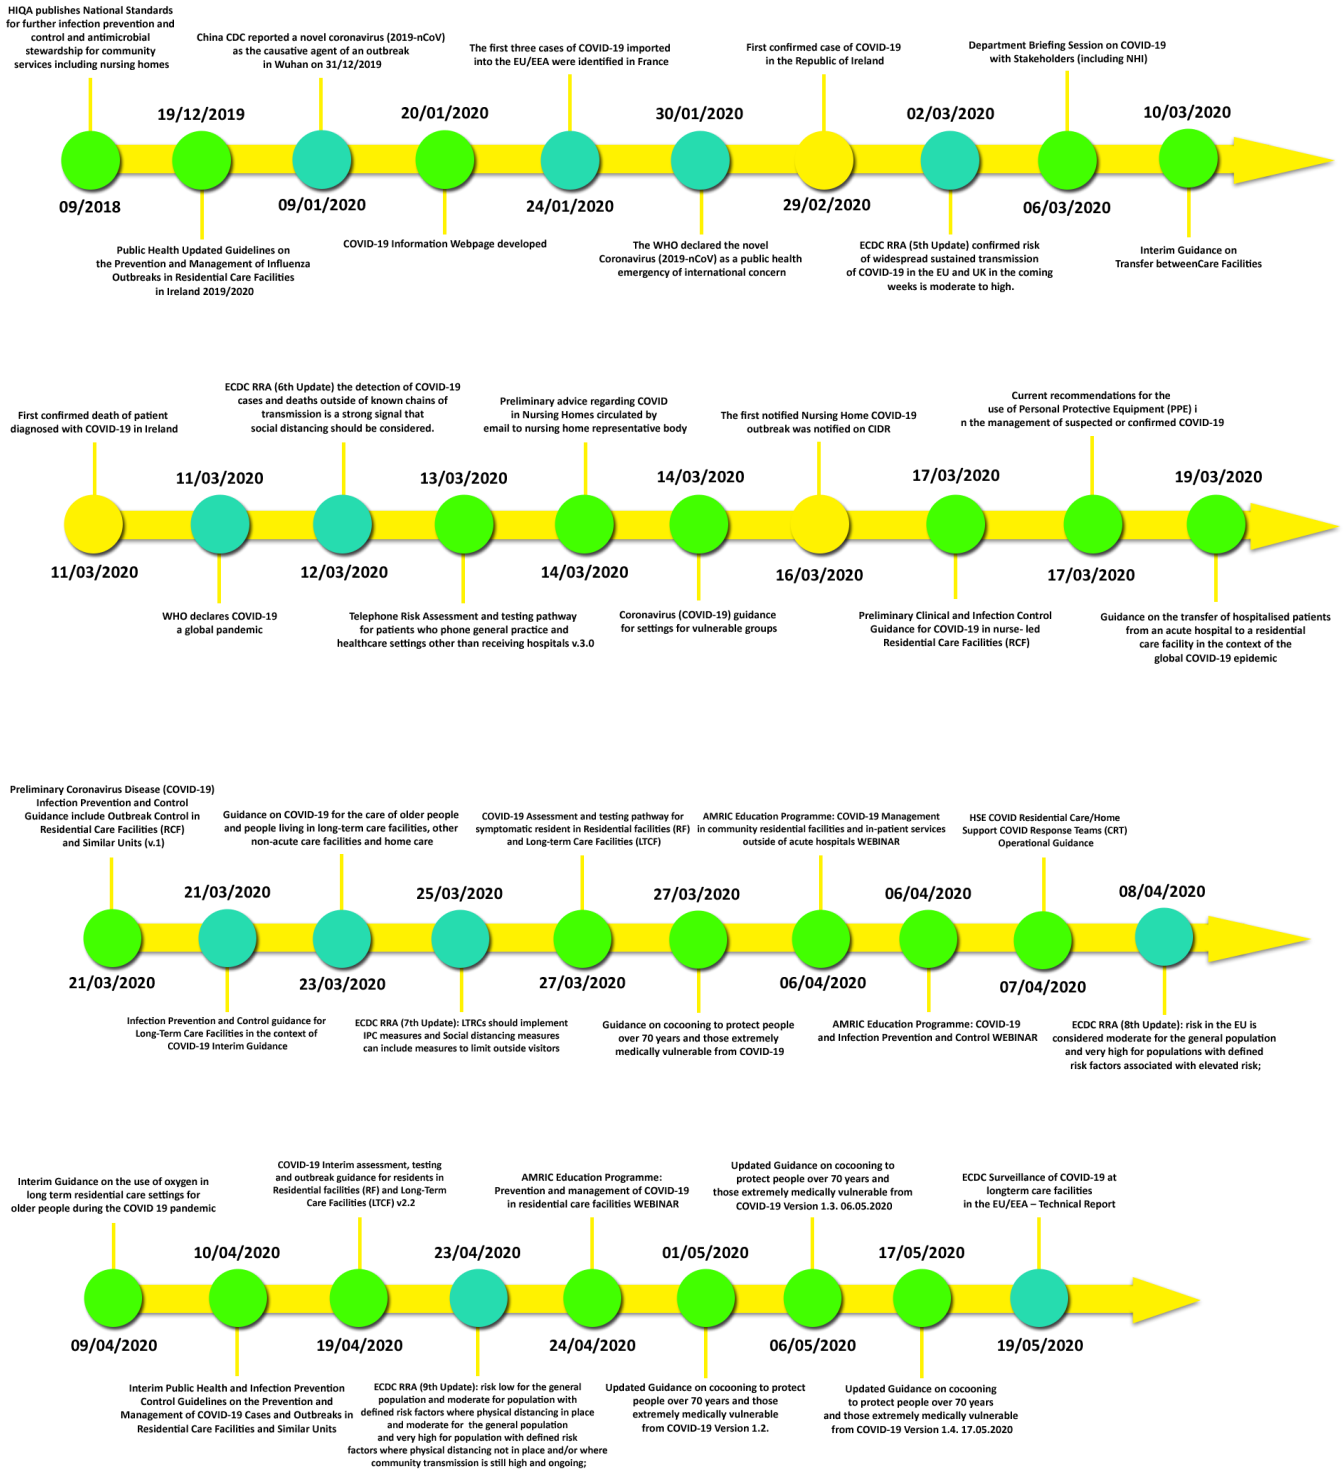 HIQA publishes National Standards
for further infection prevention and
control and antimicrobial
stewardship for community
services including nursing homes
09/2018
19/12/2019
Public Health Updated Guidelines on
the Prevention and Management of Influenza
Outbreaks in Residential Care Facilities
in Ireland 2019/2020
China CDC reported a novel coronavirus (2019-nCoV)
as the causative agent of an outbreak
in Wuhan on 31/12/2019
09/01/2020
20/01/2020
COVID-19 Information Webpage developed
The first three cases of COVID-19 imported
into the EU/EEA were identified in France
24/01/2020
30/01/2020
The WHO declared the novel
Coronavirus (2019-nCoV) as a public health
emergency of international concern
First confirmed case of COVID-19
in the Republic of Ireland
29/02/2020
02/03/2020
ECDC RRA (5th Update) confirmed risk
of widespread sustained transmission
of COVID-19 in the EU and UK in the coming
weeks is moderate to high.
Department Briefing Session on COVID-19
with Stakeholders (including NHI)
06/03/2020
10/03/2020
Interim Guidance on
Transfer betweenCare Facilities
First confirmed death of patient
diagnosed with COVID-19 in Ireland
11/03/2020
11/03/2020
WHO declares COVID-19
a global pandemic
ECDC RRA (6th Update) the detection of COVID-19
cases and deaths outside of known chains of
transmission is a strong signal that
social distancing should be considered.
12/03/2020
13/03/2020
Telephone Risk Assessment and testing pathway
for patients who phone general practice and
healthcare settings other than receiving hospitals v.3.0
Preliminary advice regarding COVID
in Nursing Homes circulated by
email to nursing home representative body
14/03/2020
14/03/2020
Coronavirus (COVID-19) guidance
for settings for vulnerable groups
The first notified Nursing Home COVID-19
outbreak was notified on CIDR
16/03/2020
17/03/2020
Preliminary Clinical and Infection Control
Guidance for COVID-19 in nurse- led
Residential Care Facilities (RCF)
Current recommendations for the
use of Personal Protective Equipment (PPE) i
n the management of suspected or confirmed COVID-19
17/03/2020
19/03/2020
Guidance on the transfer of hospitalised patients
from an acute hospital to a residential
care facility in the context of the
global COVID-19 epidemic
Preliminary Coronavirus Disease (COVID-19)
Infection Prevention and Control
Guidance include Outbreak Control in
Residential Care Facilities (RCF)
and Similar Units (v.1)
21/03/2020
21/03/2020
Infection Prevention and Control guidance for
Long-Term Care Facilities in the context of
COVID-19 Interim Guidance
Guidance on COVID-19 for the care of older people
and people living in long-term care facilities, other
non-acute care facilities and home care
23/03/2020
25/03/2020
ECDC RRA (7th Update): LTRCs should implement
IPC measures and Social distancing measures
can include measures to limit outside visitors
COVID-19 Assessment and testing pathway for
symptomatic resident in Residential facilities (RF)
and Long-term Care Facilities (LTCF)
27/03/2020
27/03/2020
Guidance on cocooning to protect people
over 70 years and those extremely
medically vulnerable from COVID-19
AMRIC Education Programme: COVID-19 Management
in community residential facilities and in-patient services
outside of acute hospitals WEBINAR
06/04/2020
06/04/2020
AMRIC Education Programme: COVID-19
and Infection Prevention and Control WEBINAR
HSE COVID Residential Care/Home
Support COVID Response Teams (CRT)
Operational Guidance
07/04/2020
08/04/2020
ECDC RRA (8th Update): risk in the EU is
considered moderate for the general population
and very high for populations with defined
risk factors associated with elevated risk;
Interim Guidance on the use of oxygen in
long term residential care settings for
older people during the COVID 19 pandemic
09/04/2020
10/04/2020
Interim Public Health and Infection Prevention
Control Guidelines on the Prevention and
Management of COVID-19 Cases and Outbreaks in
Residential Care Facilities and Similar Units
COVID-19 Interim assessment, testing
and outbreak guidance for residents in
Residential facilities (RF) and Long-Term
Care Facilities (LTCF) v2.2
19/04/2020
23/04/2020
ECDC RRA (9th Update): risk low for the general
population and moderate for population with
defined risk factors where physical distancing in place
and moderate for the general population
and very high for population with defined risk
factors where physical distancing not in place and/or where
community transmission is still high and ongoing;
AMRIC Education Programme:
Prevention and management of COVID-19
in residential care facilities WEBINAR
24/04/2020
01/05/2020
Updated Guidance on cocooning to protect
people over 70 years and those
extremely medically vulnerable
from COVID-19 Version 1.2.
Updated Guidance on cocooning to
protect people over 70 years and
those extremely medically vulnerable from
COVID-19 Version 1.3. 06.05.2020
06/05/2020
17/05/2020
Updated Guidance on cocooning
to protect people over 70 years
and those extremely medically vulnerable
from COVID-19 Version 1.4. 17.05.2020
ECDC Surveillance of COVID-19 at
longterm care facilities
in the EU/EEA – Technical Report
19/05/2020